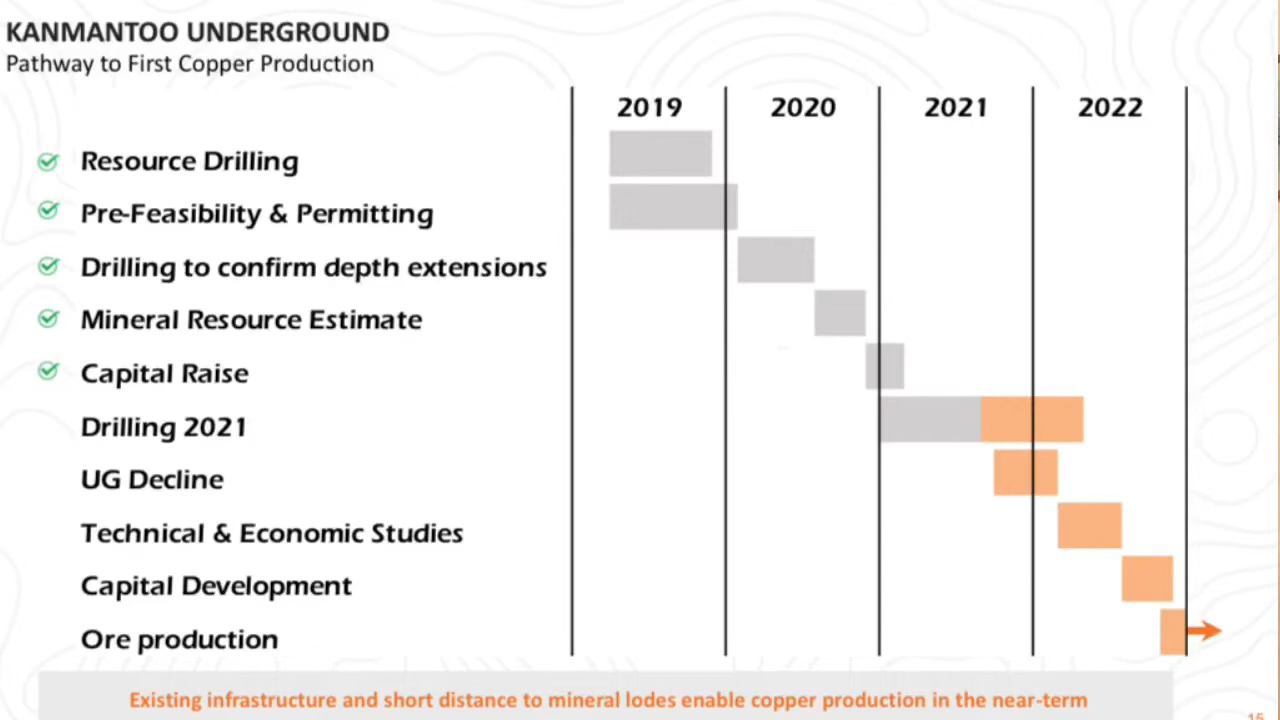 KANMANTOO UNDERGROUND
Pathway to First Copper Production
2019 2020 2021 2022
Resource Drilling
Pre-Feasibility & Permitting
Drilling to confirm depth extensions
Mineral Resource Estimate
Capital Raise
Drilling 2021
UG Decline
Technical & Economic Studies
Capital Development
Ore production
Existing infrastructure and short distance to mineral lodes enable copper production in the near-term
15